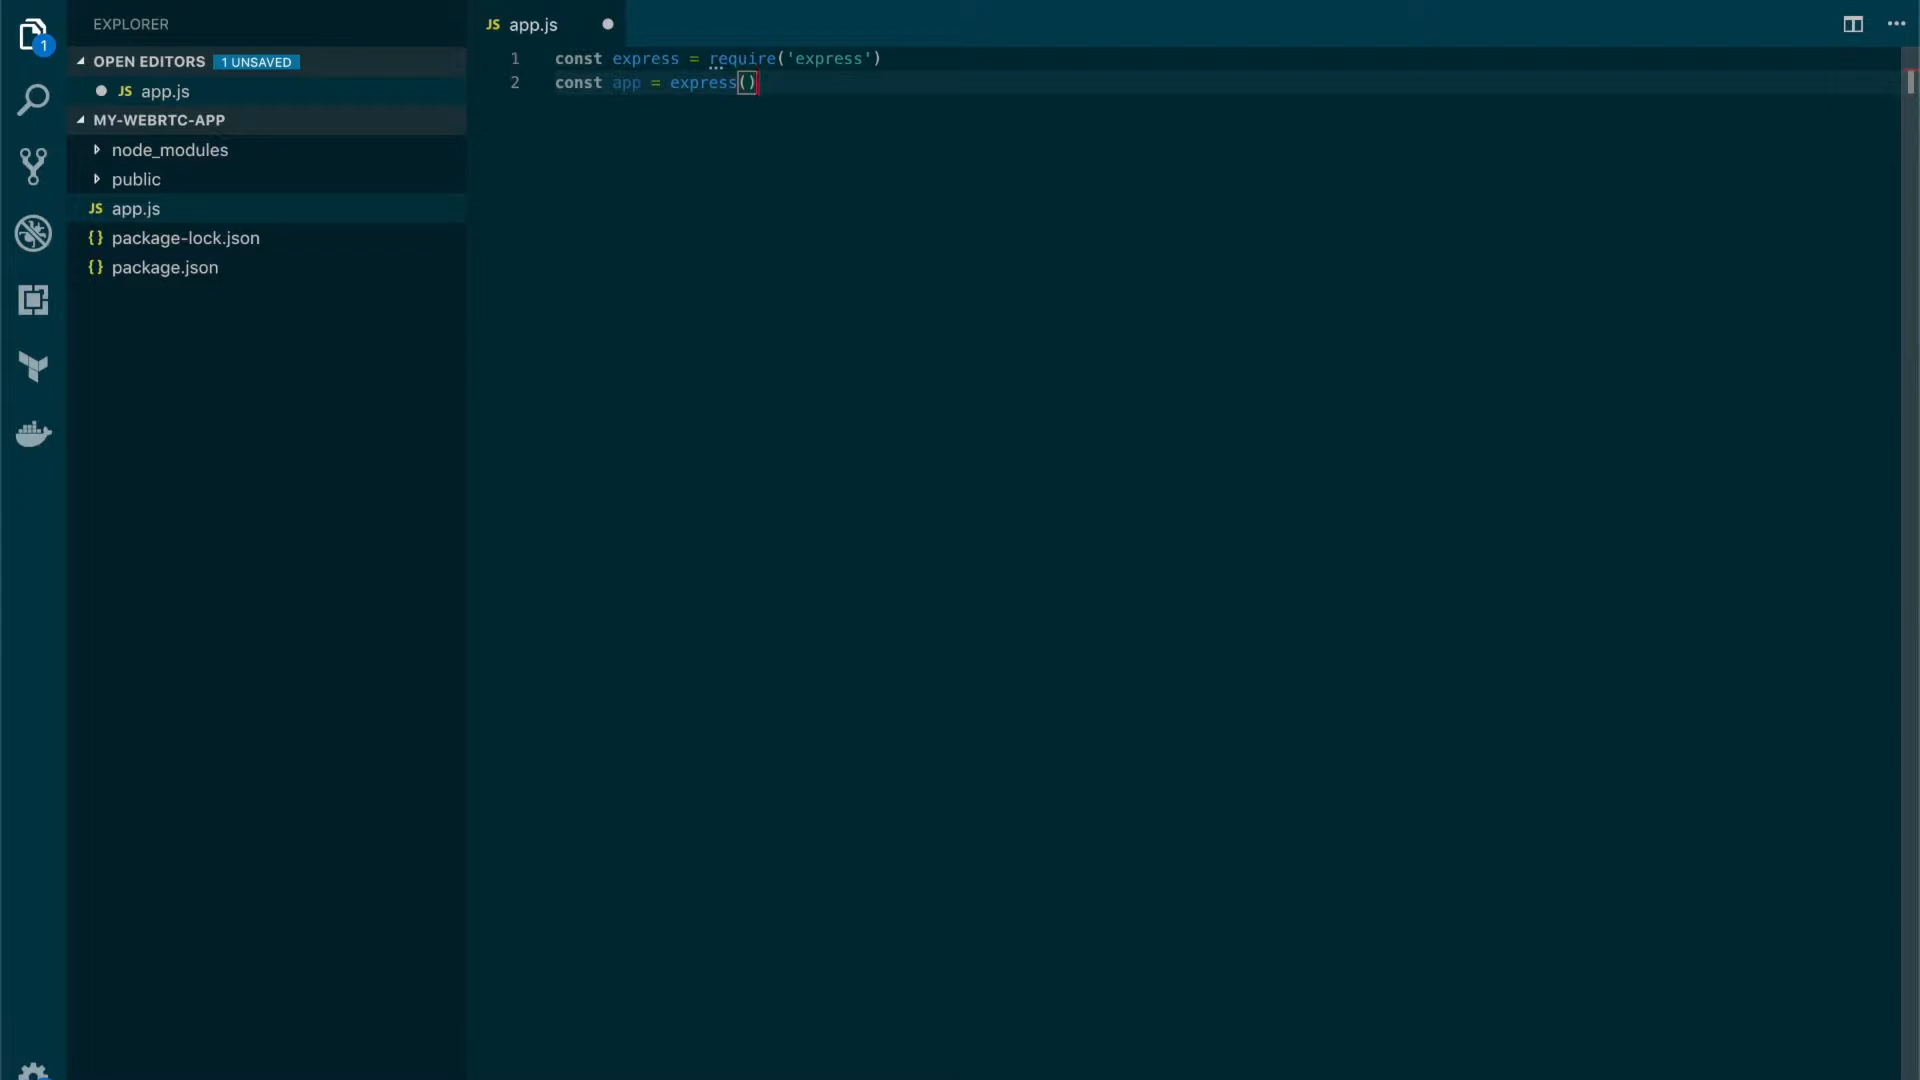 EXPLORER
OPEN EDITORS 1 UNSAVED
JS app.js
MY-WEBRTC-APP
node_modules
public
JS app.js
{} package-lock.json
{} package.json
1
JS app.js
1 const express = require('express')
2 const app = express()